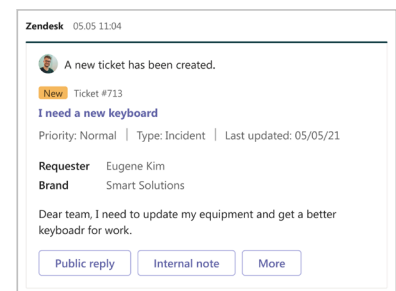 Zendesk 05.05 11:04
A new ticket has been created.
New Ticket #713
I need a new keyboard
Priority: Normal | Type: Incident | Last updated: 05/05/21
Requester Eugene Kim
Brand Smart Solutions
Dear team, I need to update my equipment and get a better
keyboadr for work.
Public reply Internal note More